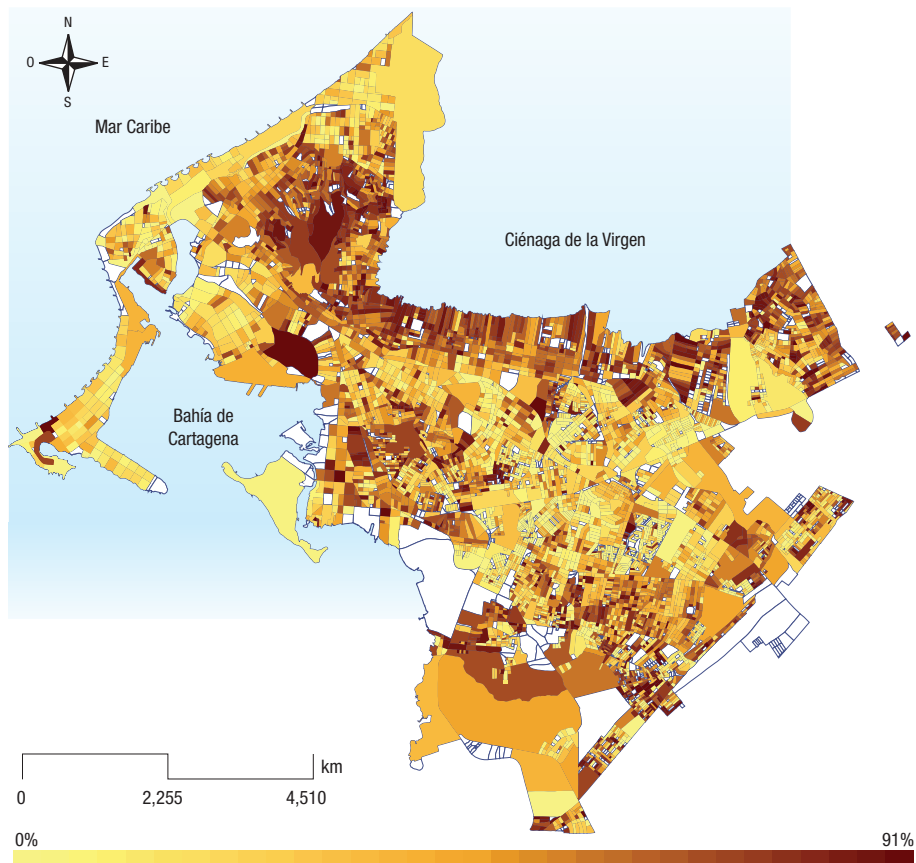 N
O E
S
Mar Caribe
Ciénaga de la Virgen
Bahía de
Cartagena
km
0 2,255 4,510
0% 91%